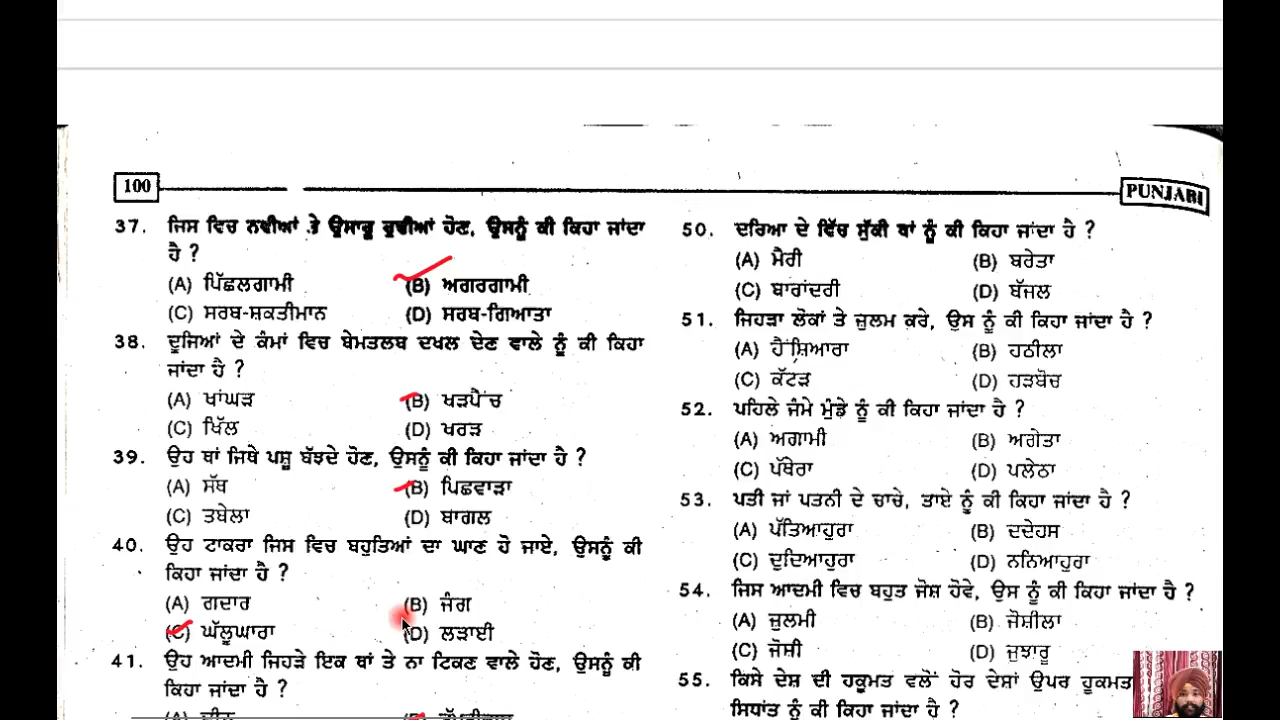 100
PUNJABI
37. ਜਿਸ ਵਿਚ ਨਵੀਆਂ ਤੇ ਉਸਾਰੂ ਰੁਚੀਆਂ ਹੋਣ, ਉਸਨੂੰ ਕੀ ਕਿਹਾ ਜਾਂਦਾ
ਹੈ ?
(A) ਪਿੱਛਲਗਾਮੀ (B) ਅਗਰਗਾਮੀ
(C) ਸਰਬ-ਸ਼ਕਤੀਮਾਨ (D) ਸਰਬ-ਗਿਆਤਾ
38. ਦੂਜਿਆਂ ਦੇ ਕੰਮਾਂ ਵਿਚ ਬੇਮਤਲਬ ਦਖਲ ਦੇਣ ਵਾਲੇ ਨੂੰ ਕੀ ਕਿਹਾ
ਜਾਂਦਾ ਹੈ ?
(A) ਖਾਂਘੜ (B) ਖੜਪੈਂਚ
(C) ਖਿੱਲ (D) ਖਰੜ
39. ਉਹ ਥਾਂ ਜਿਥੇ ਪਸ਼ੂ ਬੱਝਦੇ ਹੋਣ, ਉਸਨੂੰ ਕੀ ਕਿਹਾ ਜਾਂਦਾ ਹੈ ?
(A) ਸੱਥ (B) ਪਿਛਵਾੜਾ
(C) ਤਬੇਲਾ (D) ਬਾਗਲ
40. ਉਹ ਟਾਕਰਾ ਜਿਸ ਵਿਚ ਬਹੁਤਿਆਂ ਦਾ ਘਾਣ ਹੋ ਜਾਏ, ਉਸਨੂੰ ਕੀ
ਕਿਹਾ ਜਾਂਦਾ ਹੈ ?
(A) ਗਦਾਰ (B) ਜੰਗ
(C) ਘੱਲੂਘਾਰਾ (D) ਲੜਾਈ
41. ਉਹ ਆਦਮੀ ਜਿਹੜੇ ਇਕ ਥਾਂ ਤੇ ਨਾ ਟਿਕਣ ਵਾਲੇ ਹੋਣ, ਉਸਨੂੰ ਕੀ
ਕਿਹਾ ਜਾਂਦਾ ਹੈ ?
50. ਦਰਿਆ ਦੇ ਵਿੱਚ ਸੁੱਕੀ ਥਾਂ ਨੂੰ ਕੀ ਕਿਹਾ ਜਾਂਦਾ ਹੈ ?
(A) ਮੈਰੀ (B) ਬਰੇਤਾ
(C) ਬਾਰਾਂਦਰੀ (D) ਬੱਜਲ
51. ਜਿਹੜਾ ਲੋਕਾਂ ਤੇ ਜ਼ੁਲਮ ਕਰੇ, ਉਸ ਨੂੰ ਕੀ ਕਿਹਾ ਜਾਂਦਾ ਹੈ ?
(A) ਹੈਂਸ਼ਿਆਰਾ (B) ਹਠੀਲਾ
(C) ਕੱਟੜ (D) ਹੜਬੋਚ
52. ਪਹਿਲੇ ਜੰਮੇ ਮੁੰਡੇ ਨੂੰ ਕੀ ਕਿਹਾ ਜਾਂਦਾ ਹੈ ?
(A) ਅਗਾਮੀ (B) ਅਗੇਤਾ
(C) ਪੱਥੇਰਾ (D) ਪਲੇਠਾ
53. ਪਤੀ ਜਾਂ ਪਤਨੀ ਦੇ ਚਾਚੇ, ਤਾਏ ਨੂੰ ਕੀ ਕਿਹਾ ਜਾਂਦਾ ਹੈ ?
(A) ਪੱਤਿਆਹੁਰਾ (B) ਦਦੇਹਸ
(C) ਦੁਦਿਆਹੁਰਾ (D) ਨਨਿਆਹੁਰਾ
54. ਜਿਸ ਆਦਮੀ ਵਿਚ ਬਹੁਤ ਜੋਸ਼ ਹੋਵੇ, ਉਸ ਨੂੰ ਕੀ ਕਿਹਾ ਜਾਂਦਾ ਹੈ ?
(A) ਜ਼ੁਲਮੀ (B) ਜੋਸ਼ੀਲਾ
(C) ਜੋਸ਼ੀ (D) ਜੁਝਾਰੂ
55. ਕਿਸੇ ਦੇਸ਼ ਦੀ ਹਕੂਮਤ ਵਲੋਂ ਹੋਰ ਦੇਸ਼ਾਂ ਉਪਰ ਹਕੂਮਤ
ਸਿਧਾਂਤ ਨੂੰ ਕੀ ਕਿਹਾ ਜਾਂਦਾ ਹੈ ?